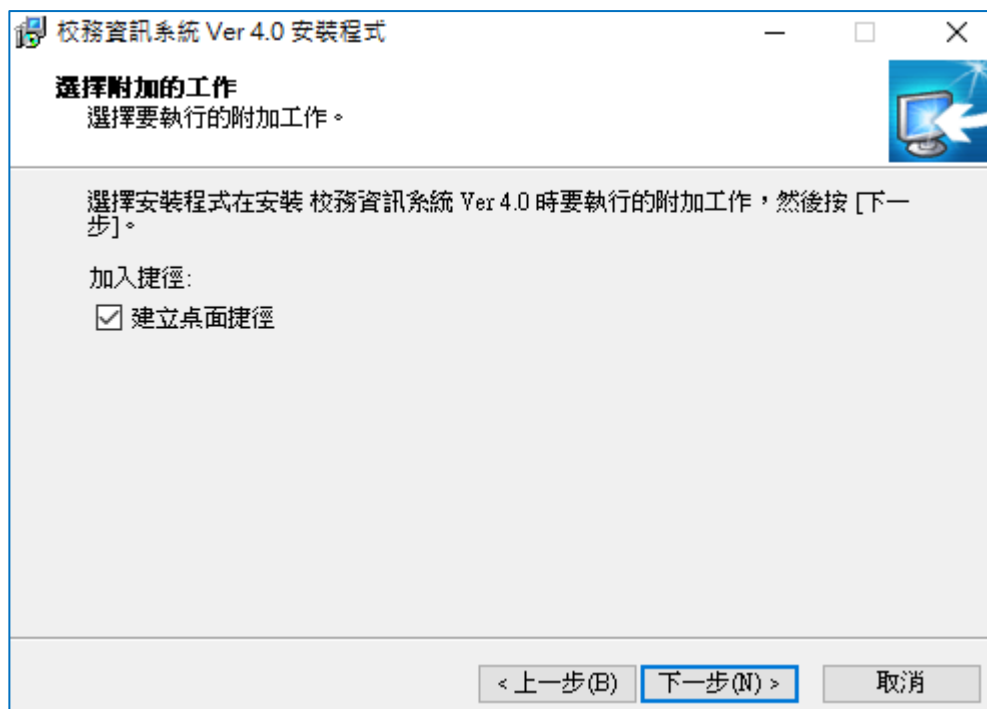 校務資訊系統 Ver 4.0 安裝程式
選擇附加的工作
選擇要執行的附加工作。
選擇安裝程式在安裝 校務資訊系統 Ver 4.0 時要執行的附加工作，然後按 [下一
步]。
加入捷徑:
建立桌面捷徑
< 上一步(B) 下一步(N) > 取消